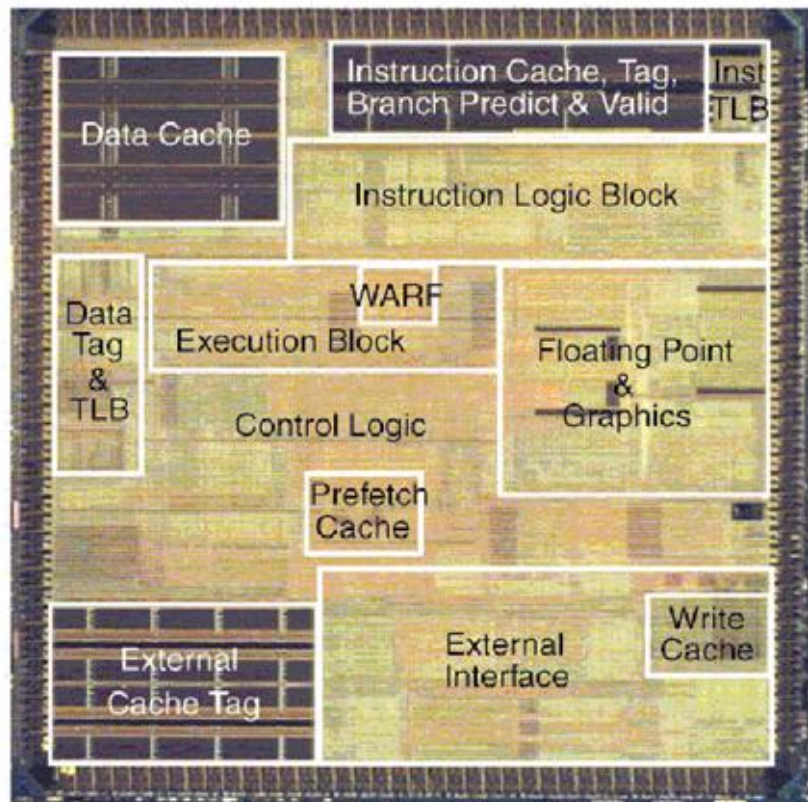 Data Cache
Instruction Cache, Tag,
Branch Predict & Valid
Inst
TLB
Instruction Logic Block
Data
Tag
&
TLB
WARF
Execution Block
Floating Point
&
Graphics
Control Logic
Prefetch
Cache
External
Cache Tag
External
Interface
Write
Cache